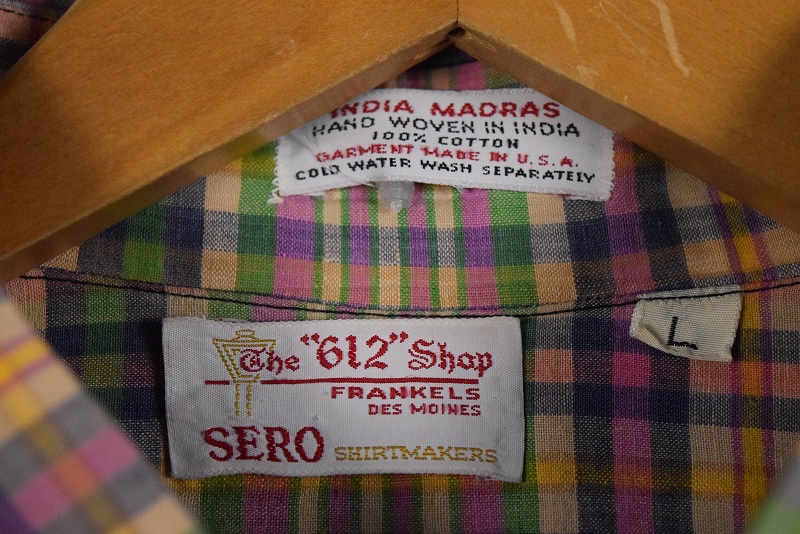 INDIA MADRAS
HAND WOVEN IN INDIA
100% COTTON
GARMENT MADE IN U.S.A.
COLD WATER WASH SEPARATELY
L
The "612" Shop
FRANKELS
DES MOINES
SERO SHIRTMAKERS